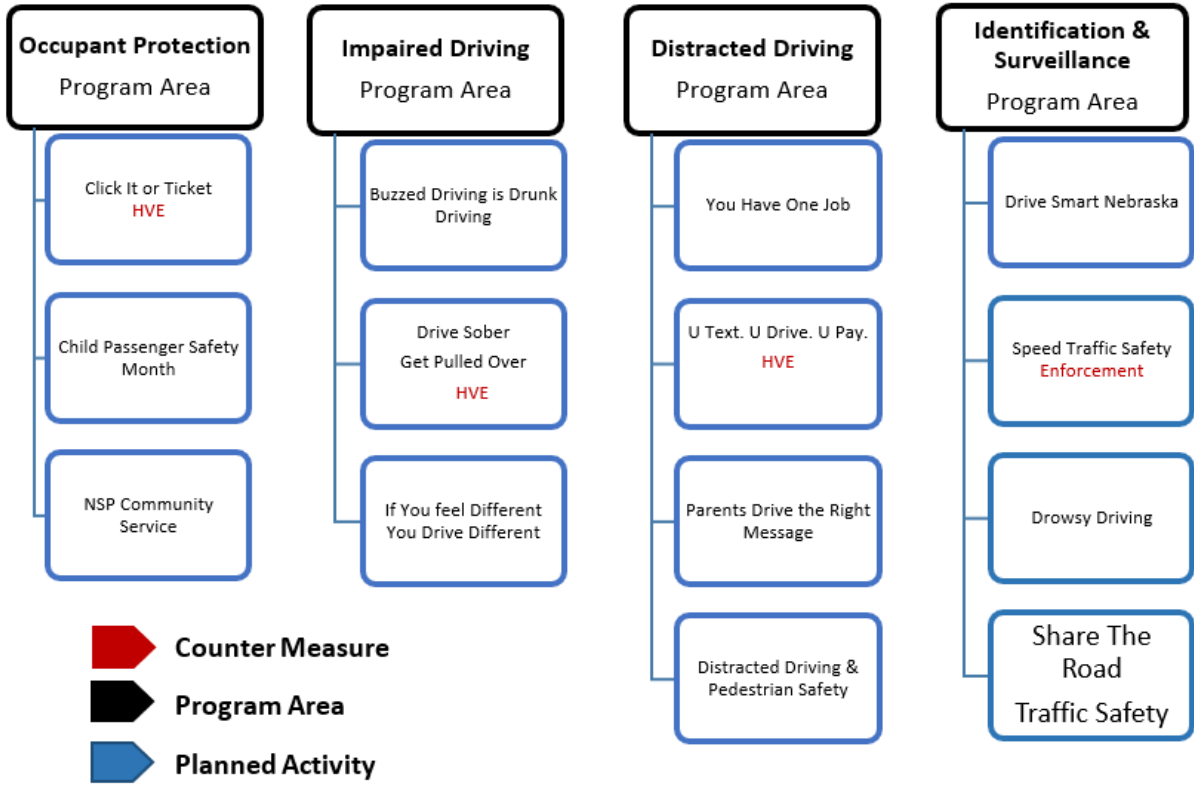 Occupant Protection
Program Area
Click It or Ticket
HVE
Child Passenger Safety
Month
NSP Community
Service
Impaired Driving
Program Area
Buzzed Driving is Drunk
Driving
Drive Sober
Get Pulled Over
HVE
If You feel Different
You Drive Different
Distracted Driving
Program Area
You Have One Job
U Text. U Drive. U Pay.
HVE
Parents Drive the Right
Message
Distracted Driving &
Pedestrian Safety
Identification &
Surveillance
Program Area
Drive Smart Nebraska
Speed Traffic Safety
Enforcement
Drowsy Driving
Share The
Road
Traffic Safety
Counter Measure
Program Area
Planned Activity